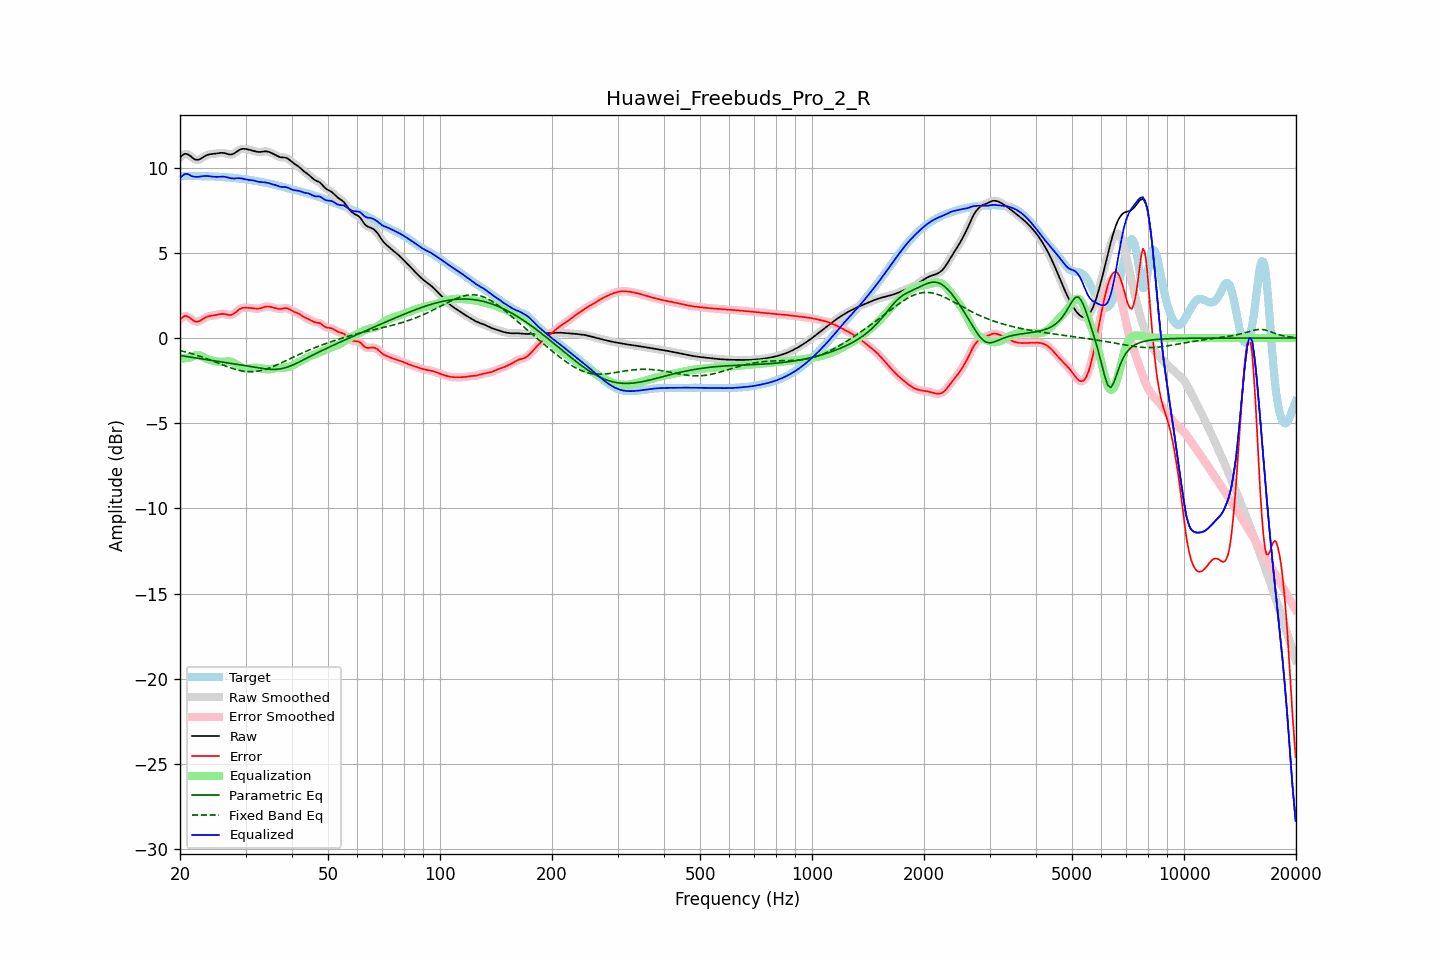 Huawei_Freebuds_Pro_2_R
Amplitude (dBr)
10
5
0
−5
−10
−15
−20
−25
−30
Target
Raw Smoothed
Error Smoothed
Raw
Error
Equalization
Parametric Eq
Fixed Band Eq
Equalized
20 50 100 200 500 1000 2000 5000 10000 20000
Frequency (Hz)